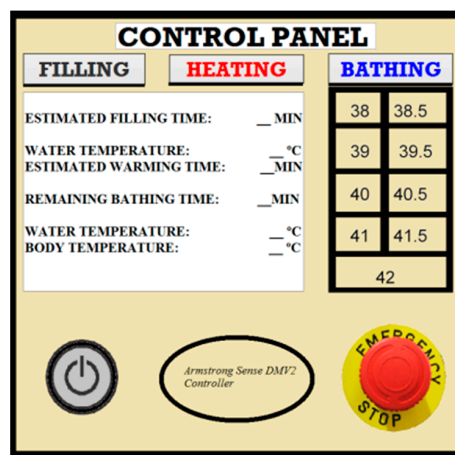 CONTROL PANEL
FILLING HEATING BATHING
ESTIMATED FILLING TIME: __ MIN
WATER TEMPERATURE: __ °C
ESTIMATED WARMING TIME: __MIN
REMAINING BATHING TIME: __MIN
WATER TEMPERATURE: __ °C
BODY TEMPERATURE: __ °C
38 38.5
39 39.5
40 40.5
41 41.5
42
Armstrong Sense DMV2
Controller
EMERGENCY
STOP